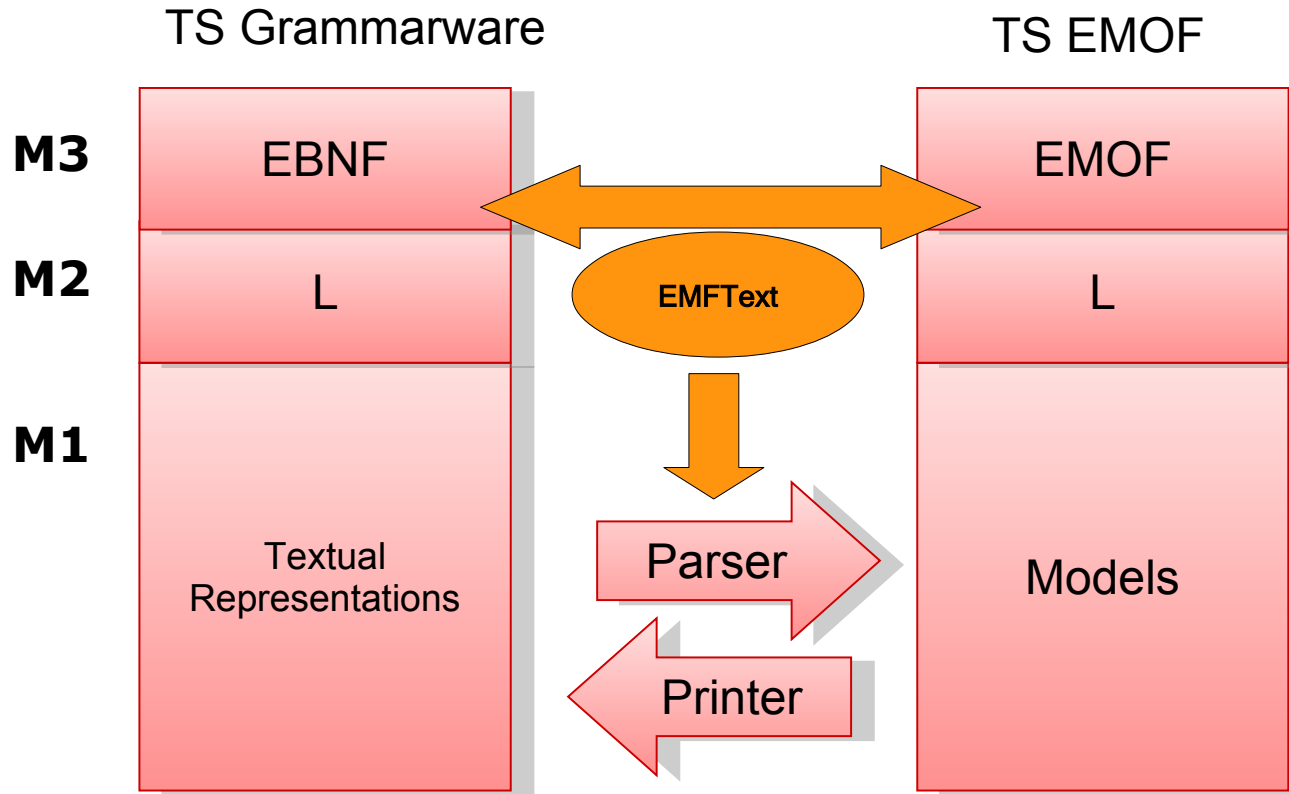 TS Grammarware
TS EMOF
M3
EBNF
EMOF
M2
L
EMFText
L
M1
Textual
Representations
Parser
Models
Printer